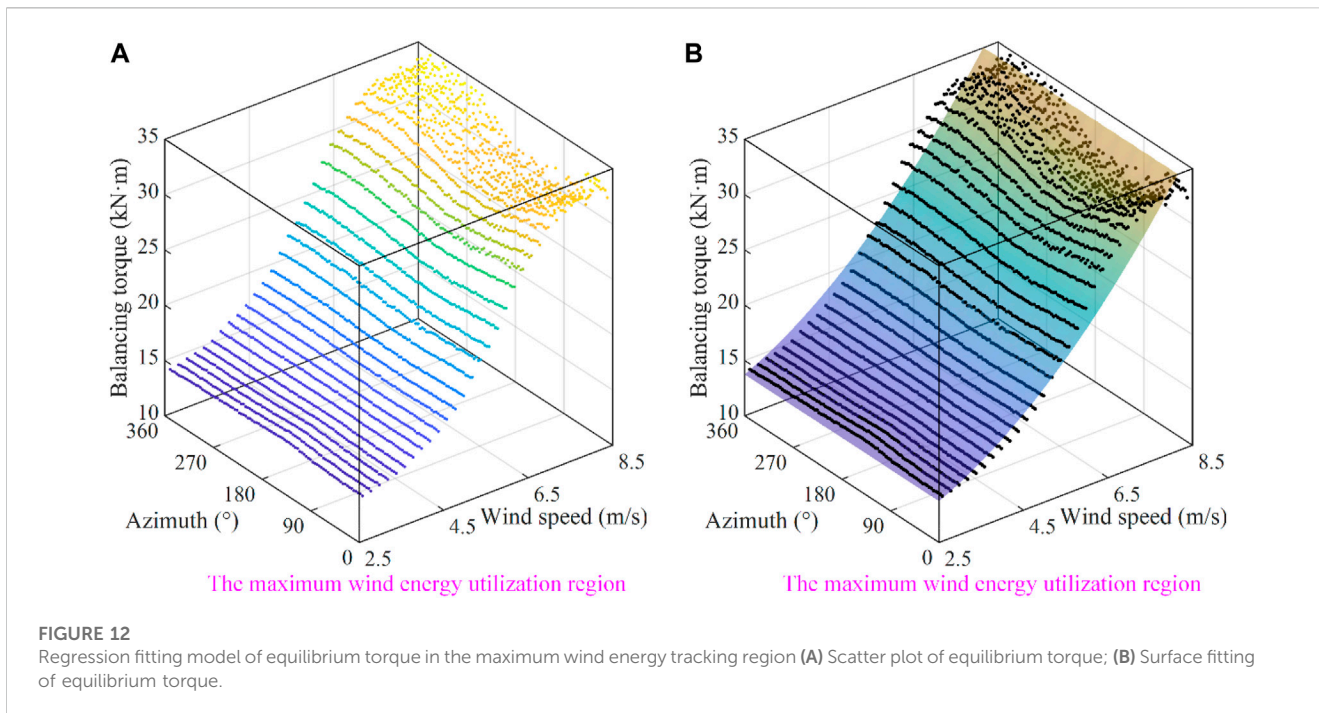 A
B
35
30
25
20
15
10
Balancing torque (kN·m)
360
270
180
90
0
Azimuth (°)
2.5
4.5
6.5
8.5
Wind speed (m/s)
The maximum wind energy utilization region
35
30
25
20
15
10
Balancing torque (kN·m)
360
270
180
90
0
Azimuth (°)
2.5
4.5
6.5
8.5
Wind speed (m/s)
The maximum wind energy utilization region
FIGURE 12
Regression fitting model of equilibrium torque in the maximum wind energy tracking region (A) Scatter plot of equilibrium torque; (B) Surface fitting
of equilibrium torque.